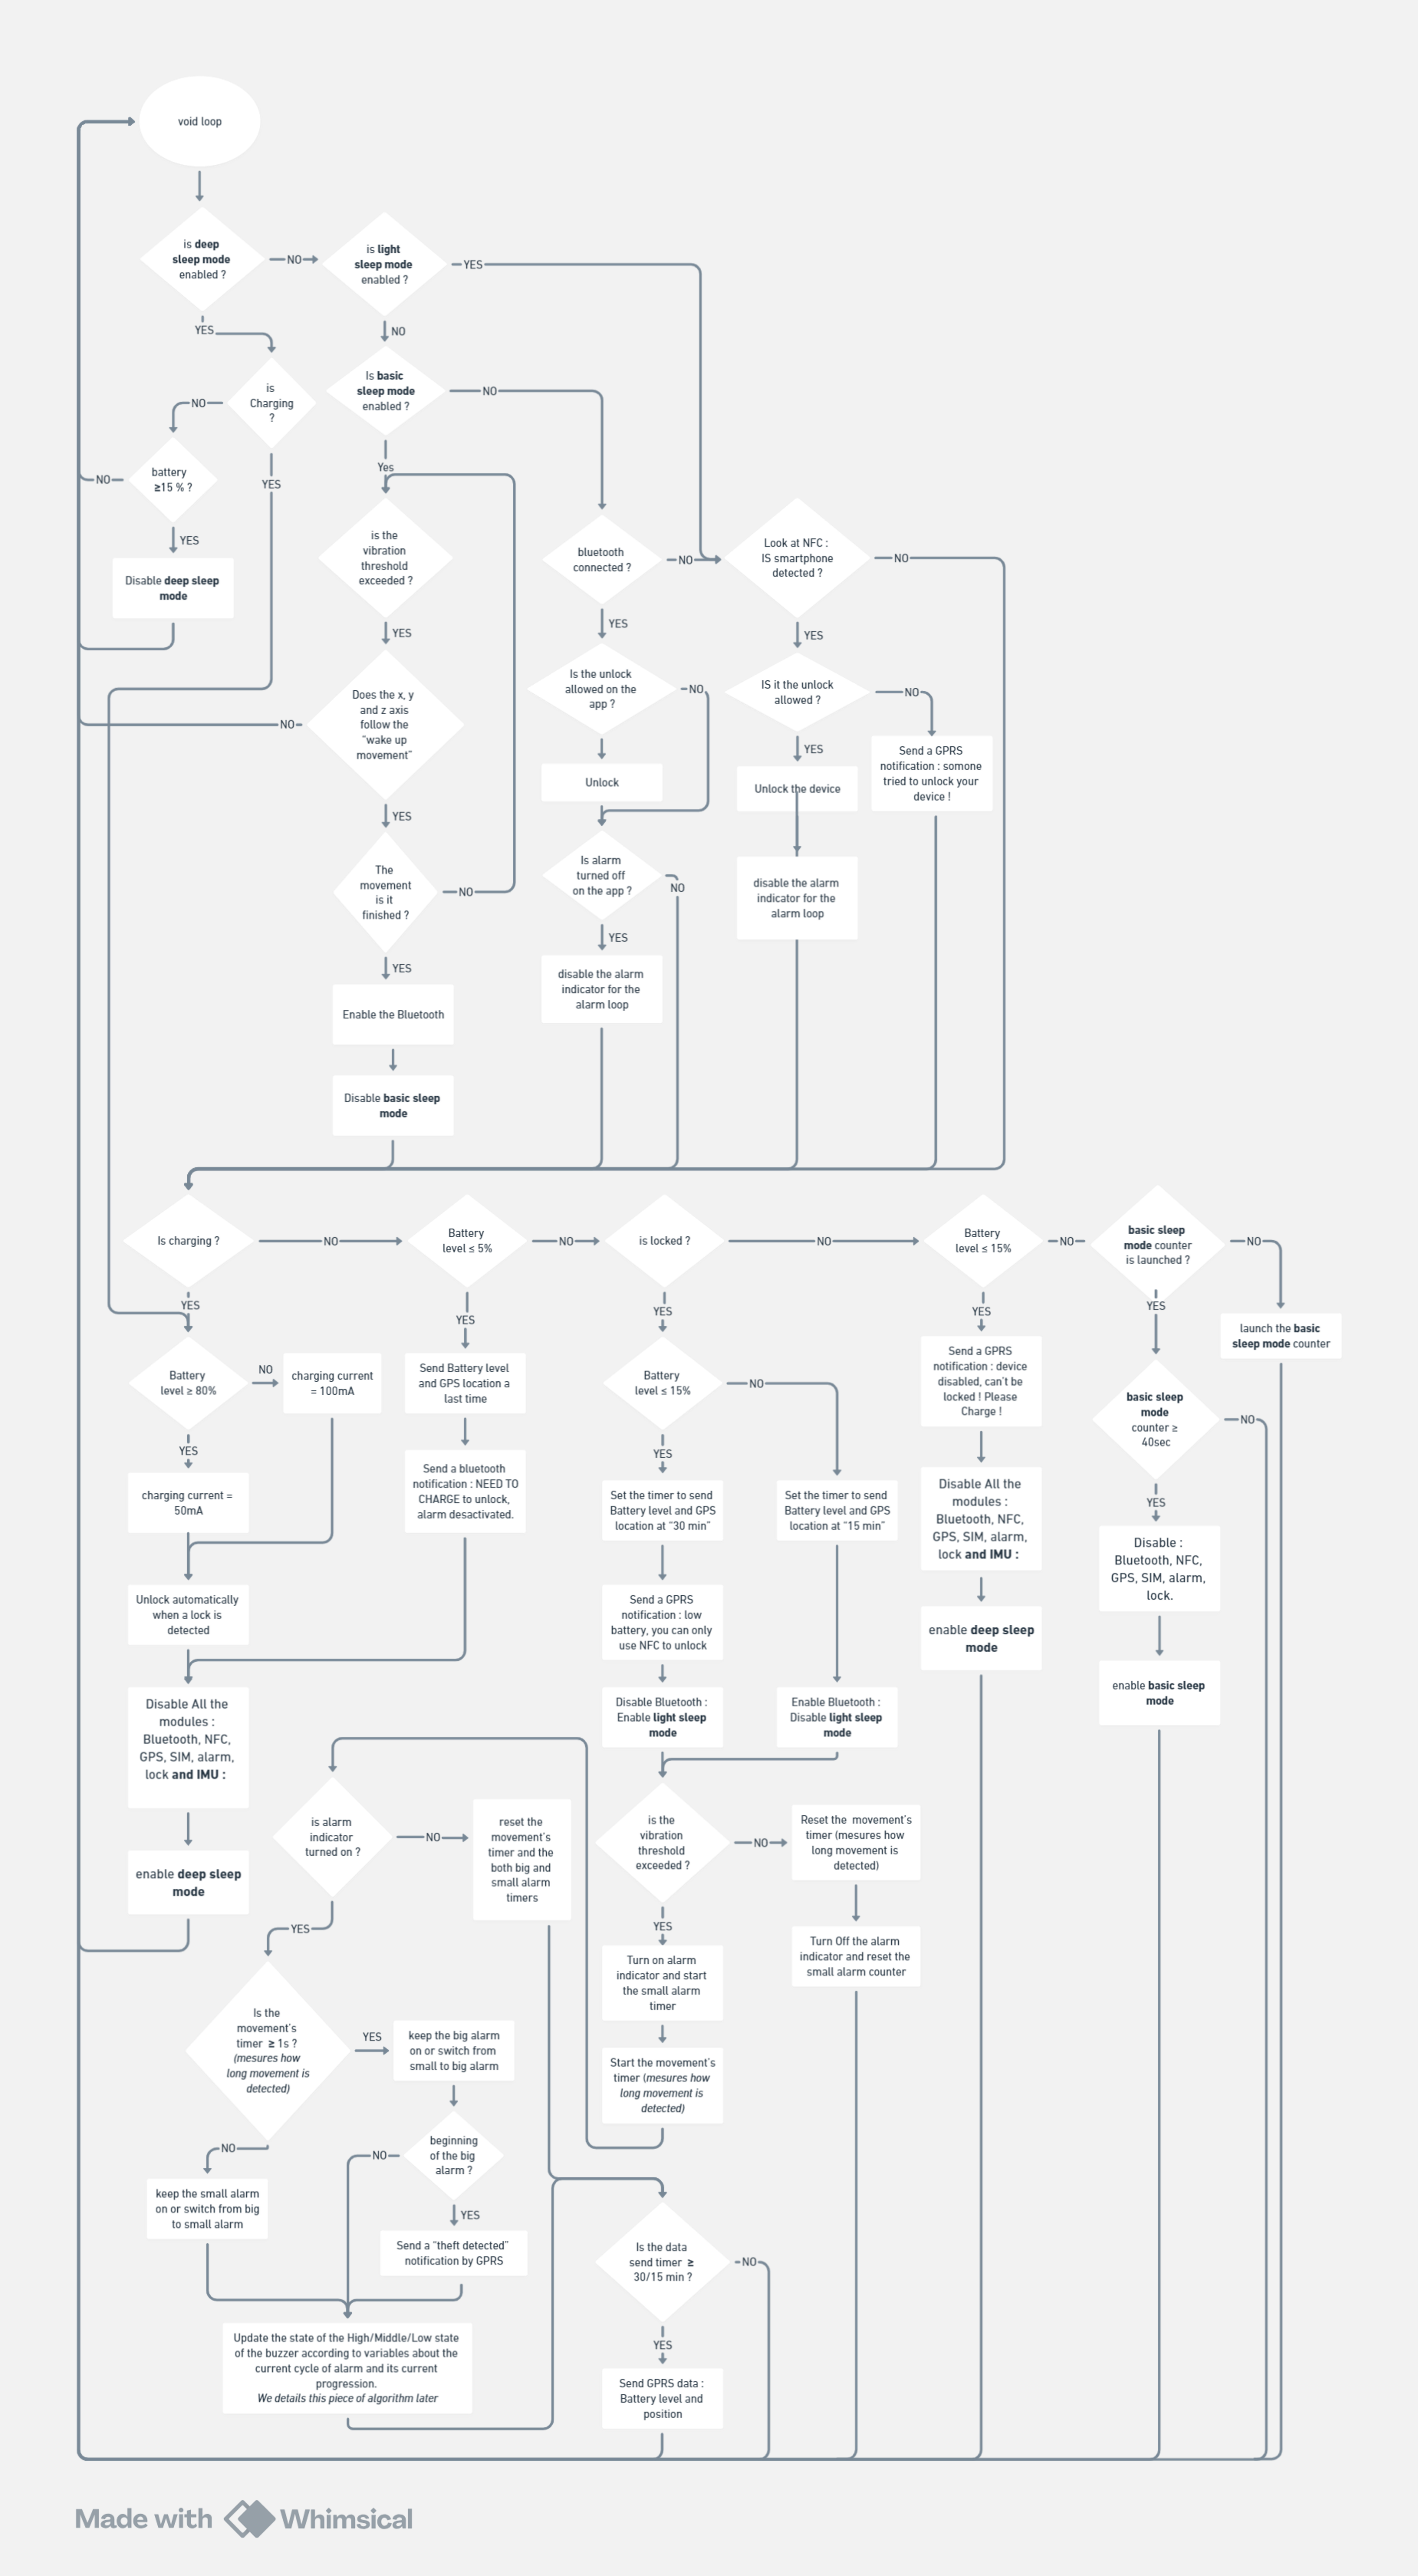 void loop
is deep
sleep mode
enabled ?
NO
is light
sleep mode
enabled ?
YES
YES
NO
is
Charging
?
NO
Is basic
sleep mode
enabled ?
NO
battery
≥15 % ?
NO
YES
Yes
YES
Disable deep sleep
mode
is the
vibration
threshold
exceeded ?
YES
bluetooth
connected ?
NO
Look at NFC :
IS smartphone
detected ?
NO
YES
YES
Does the x, y
and z axis
follow the
"wake up
movement"
NO
YES
Is the unlock
allowed on the
app ?
NO
IS it the unlock
allowed ?
NO
YES
Unlock
Unlock the device
Send a GPRS
notification : somone
tried to unlock your
device !
The
movement
is it
finished ?
NO
YES
Is alarm
turned off
on the app ?
NO
YES
disable the alarm
indicator for the
alarm loop
disable the alarm
indicator for the
alarm loop
Enable the Bluetooth
Disable basic sleep
mode
Is charging ?
NO
Battery
level ≤ 5%
NO
is locked ?
NO
Battery
level ≤ 15%
NO
basic sleep
mode counter
is launched ?
NO
YES
YES
YES
YES
YES
launch the basic
sleep mode counter
Battery
level ≥ 80%
NO
charging current
= 100mA
Send Battery level
and GPS location a
last time
Battery
level ≤ 15%
NO
Send a GPRS
notification : device
disabled, can't be
locked ! Please
Charge !
basic sleep
mode
counter ≥
40sec
NO
YES
YES
YES
charging current =
50mA
Send a bluetooth
notification : NEED TO
CHARGE to unlock,
alarm desactivated.
Set the timer to send
Battery level and GPS
location at "30 min"
Set the timer to send
Battery level and GPS
location at "15 min"
Disable All the
modules :
Bluetooth, NFC,
GPS, SIM, alarm,
lock and IMU :
Disable :
Bluetooth, NFC,
GPS, SIM, alarm,
lock.
Unlock automatically
when a lock is
detected
Send a GPRS
notification : low
battery, you can only
use NFC to unlock
enable deep sleep
mode
enable basic sleep
mode
Disable All the
modules :
Bluetooth, NFC,
GPS, SIM, alarm,
lock and IMU :
Disable Bluetooth :
Enable light sleep
mode
Enable Bluetooth :
Disable light sleep
mode
is alarm
indicator
turned on ?
NO
reset the
movement's
timer and the
both big and
small alarm
timers
is the
vibration
threshold
exceeded ?
NO
Reset the movement's
timer (mesures how
long movement is
detected)
enable deep sleep
mode
YES
YES
Turn Off the alarm
indicator and reset the
small alarm counter
Turn on alarm
indicator and start
the small alarm
timer
Is the
movement's
timer ≥ 1s ?
(mesures how
long movement is
detected)
YES
keep the big alarm
on or switch from
small to big alarm
Start the movement's
timer (mesures how
long movement is
detected)
NO
beginning
of the big
alarm ?
NO
YES
keep the small alarm
on or switch from big
to small alarm
Send a "theft detected"
notification by GPRS
Is the data
send timer ≥
30/15 min ?
NO
YES
Update the state of the High/Middle/Low state
of the buzzer according to variables about the
current cycle of alarm and its current
progression.
We details this piece of algorithm later
Send GPRS data :
Battery level and
position
Made with Whimsical